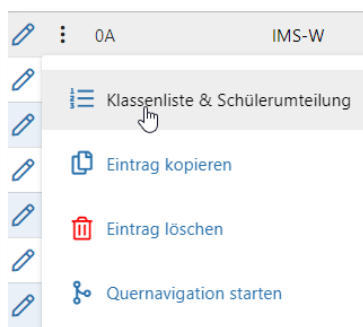 0A IMS-W
Klassenliste & Schülerumteilung
Eintrag kopieren
Eintrag löschen
Quernavigation starten